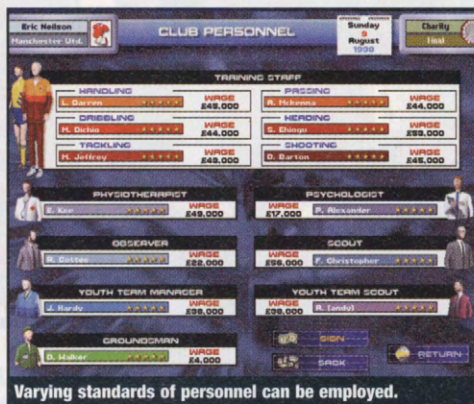 Eric Neilson
Manchester Utd.
CLUB PERSONNEL
Sunday
9
August
1998
Charity
Final
TRAINING STAFF
HANDLING
L. Darren
WAGE
£45,000
PASSING
A. Mckenna
WAGE
£44,000
DRIBBLING
M. Dichio
WAGE
£44,000
HEADING
S. Ehiogu
WAGE
£53,000
TACKLING
M. Jeffrey
WAGE
£43,000
SHOOTING
D. Barton
WAGE
£45,000
PHYSIOTHERAPIST
WAGE
£49,000
PSYCHOLOGIST
WAGE
£17,000
P. Alexander
OBSERVER
R. Cottee
WAGE
£22,000
SCOUT
WAGE
£56,000
F. Christopher
YOUTH TEAM MANAGER
J. Hardy
WAGE
£38,000
YOUTH TEAM SCOUT
WAGE
£38,000
GROUNDSMAN
D. Walker
WAGE
£4,000
SIGN
SACK
RETURN
Varying standards of personnel can be employed.